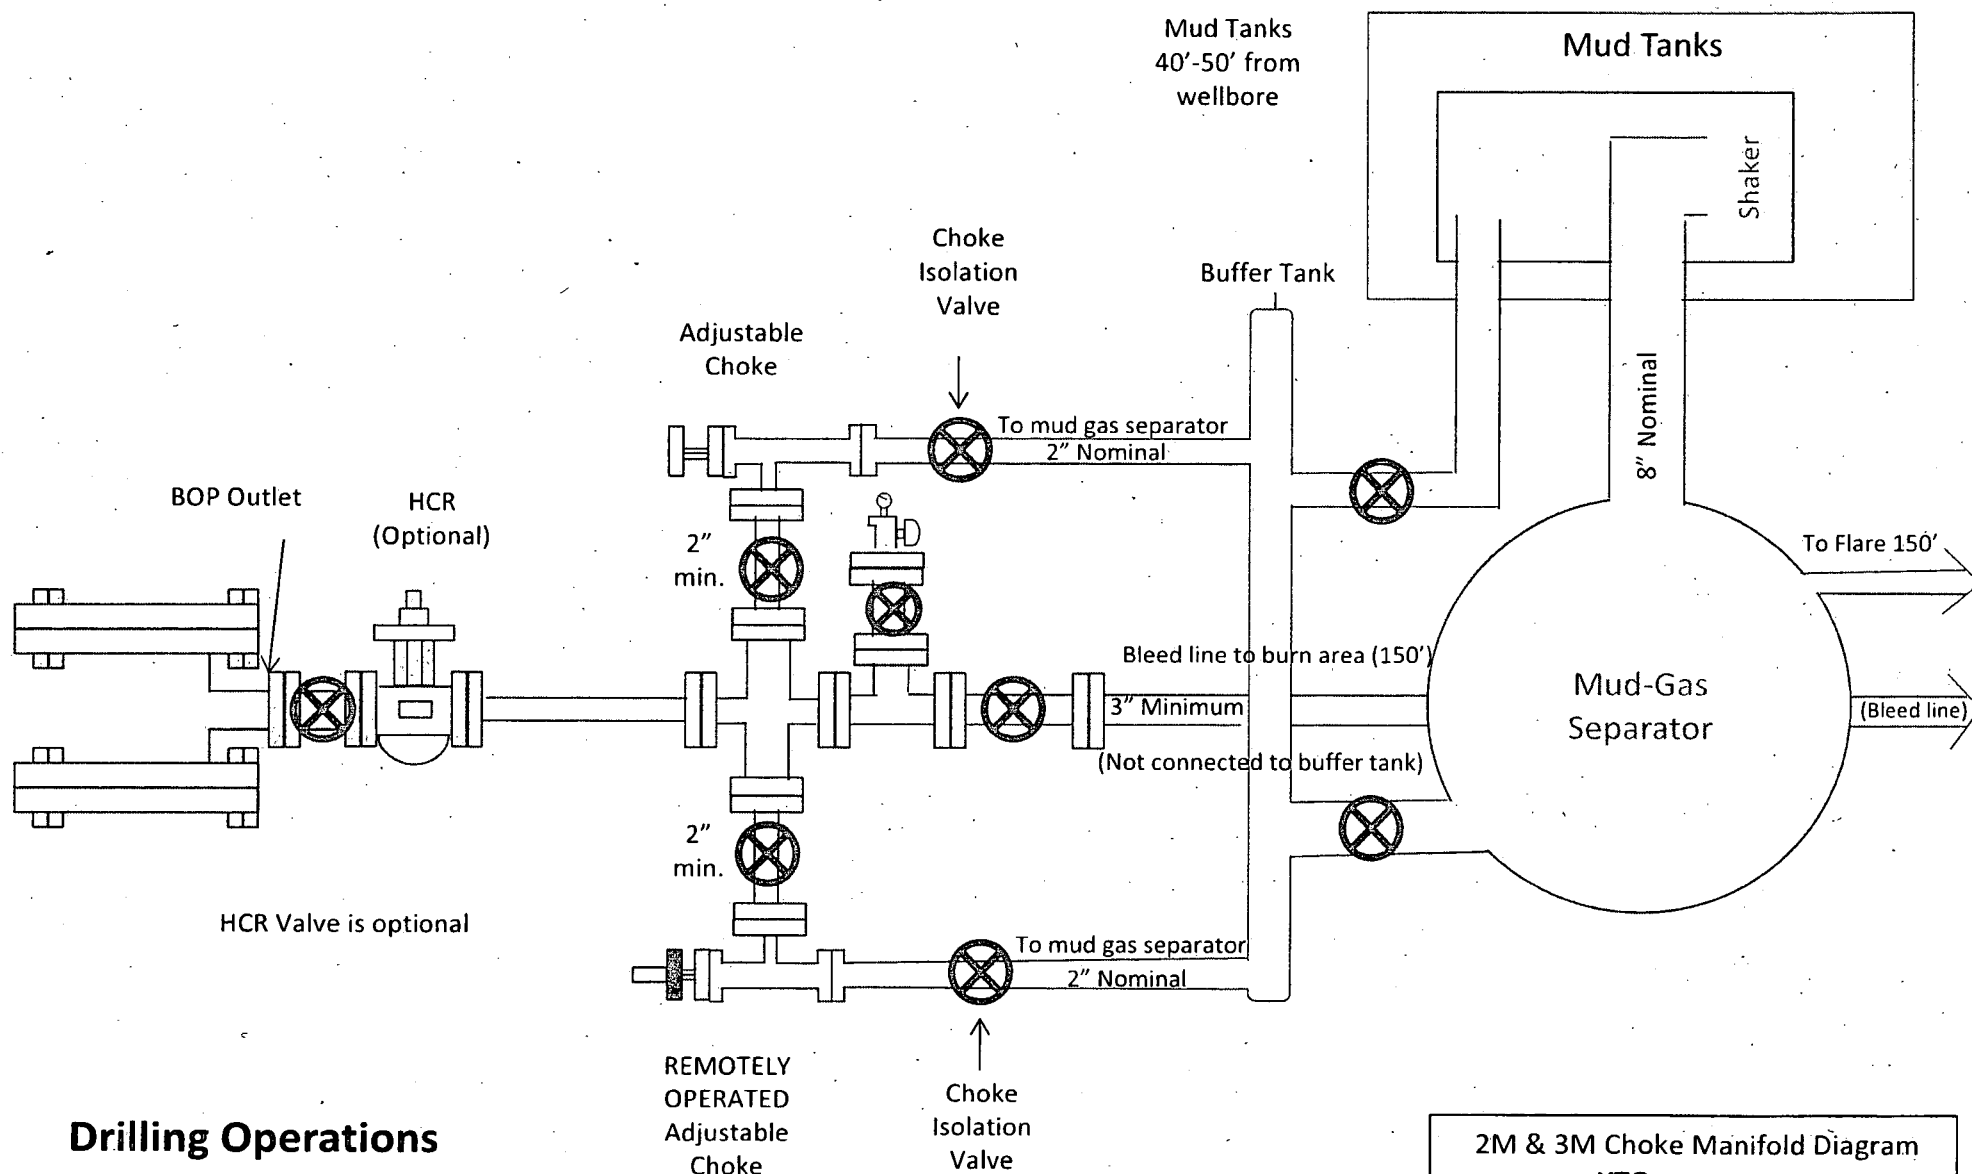 Mud Tanks
40'-50' from
wellbore
Mud Tanks
Shaker
Choke
Isolation
Valve
Buffer Tank
Adjustable
Choke
To mud gas separator
2" Nominal
8" Nominal
BOP Outlet
HCR
(Optional)
2"
min.
To Flare 150'
Bleed line to burn area (150')
3" Minimum
(Not connected to buffer tank)
Mud-Gas
Separator
(Bleed line)
2"
min.
HCR Valve is optional
To mud gas separator
2" Nominal
REMOTELY
OPERATED
Adjustable
Choke
Choke
Isolation
Valve
Drilling Operations
2M & 3M Choke Manifold Diagram